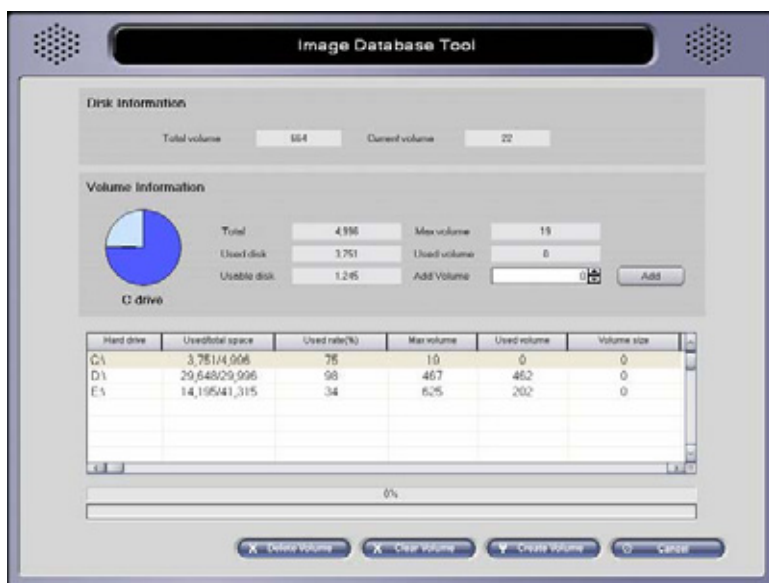 Image Database Tool
Disk Information
Total volume 664 Current volume 22
Volume Information
Total 4,996 Max volume 19
Used disk 3,751 Used volume 0
Usable disk 1,245 Add Volume 0 Add
C drive
Hard drive Used/total space Used rate(%) Max volume Used volume Volume size
C:\ 3,751/4,996 75 19 0 0
D:\ 29,648/29,996 98 467 462 0
E:\ 14,195/41,315 34 625 202 0
0%
X Delete Volume X Clear Volume Create Volume Cancel